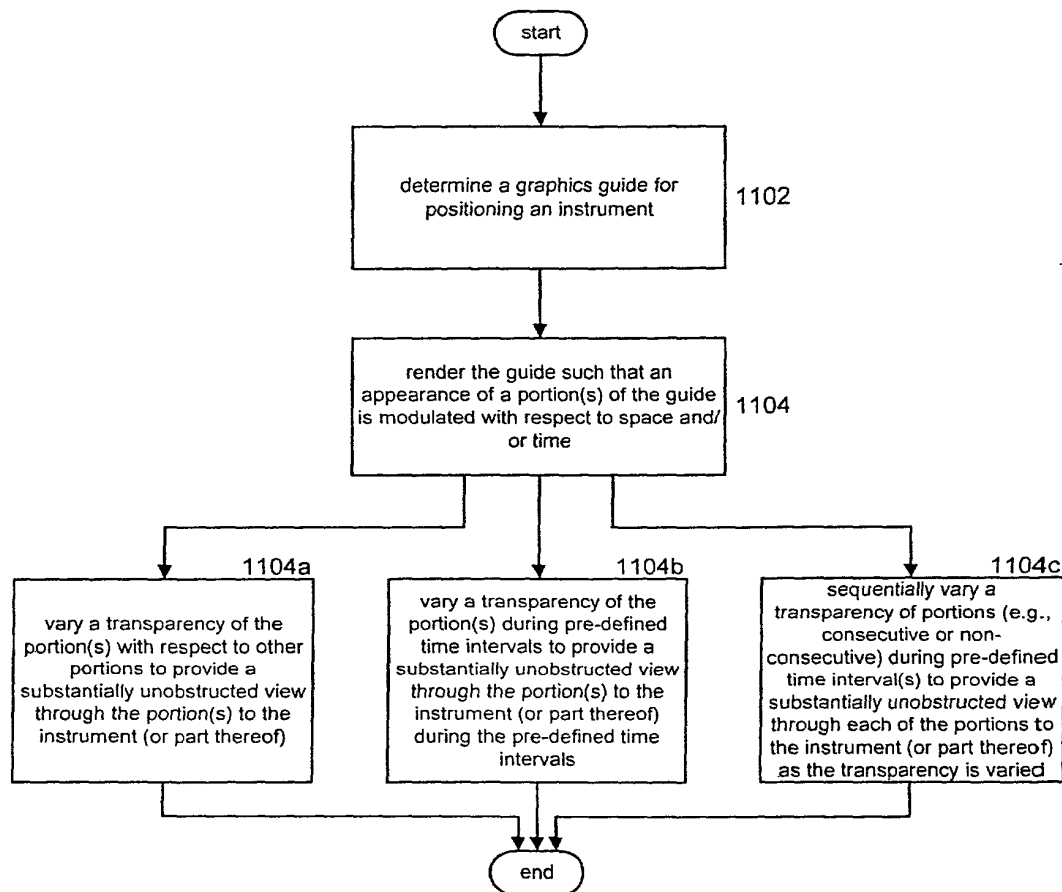 start
determine a graphics guide for
positioning an instrument
1102
render the guide such that an
appearance of a portion(s) of the guide
is modulated with respect to space and/
or time
1104
1104a
vary a transparency of the
portion(s) with respect to other
portions to provide a
substantially unobstructed view
through the portion(s) to the
instrument (or part thereof)
1104b
vary a transparency of the
portion(s) during pre-defined
time intervals to provide a
substantially unobstructed view
through the portion(s) to the
instrument (or part thereof)
during the pre-defined time
intervals
1104c
sequentially vary a
transparency of portions (e.g.,
consecutive or non-
consecutive) during pre-defined
time interval(s) to provide a
substantially unobstructed view
through each of the portions to
the instrument (or part thereof)
as the transparency is varied
end